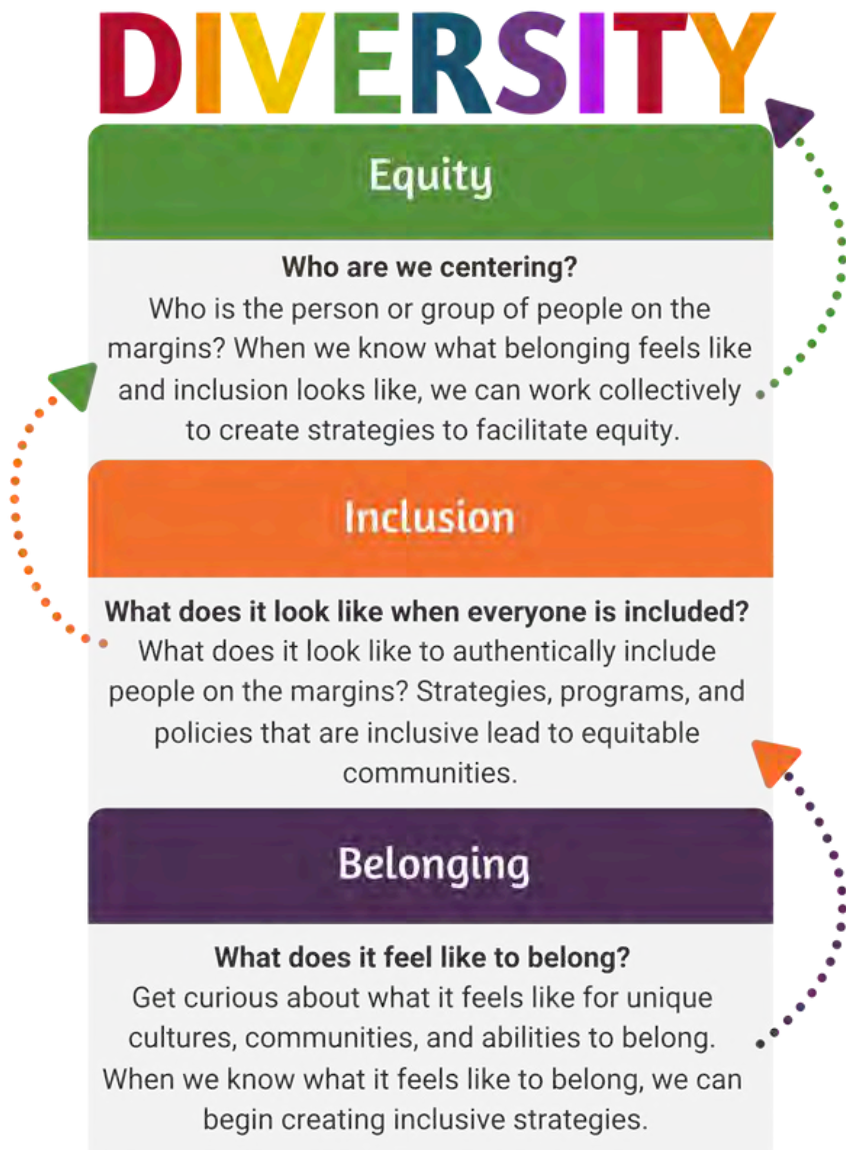 DIVERSITY
Equity
Who are we centering?
Who is the person or group of people on the
margins? When we know what belonging feels like
and inclusion looks like, we can work collectively
to create strategies to facilitate equity.
Inclusion
What does it look like when everyone is included?
What does it look like to authentically include
people on the margins? Strategies, programs, and
policies that are inclusive lead to equitable
communities.
Belonging
What does it feel like to belong?
Get curious about what it feels like for unique
cultures, communities, and abilities to belong.
When we know what it feels like to belong, we can
begin creating inclusive strategies.